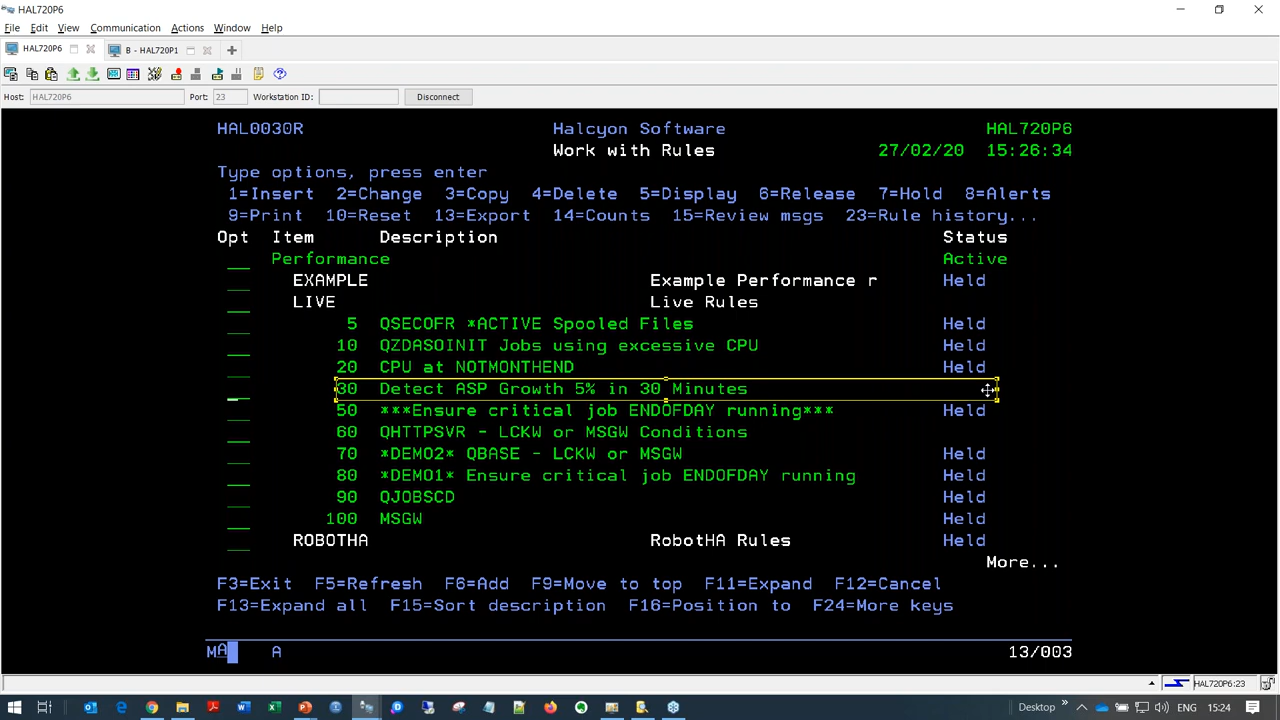 HAL720P6
File Edit View Communication Actions Window Help
HAL720P6 B - HAL720P1
Host: HAL720P6 Port: 23 Workstation ID: Disconnect
HAL0030R Halcyon Software HAL720P6
Work with Rules 27/02/20 15:26:34
Type options, press enter
1=Insert 2=Change 3=Copy 4=Delete 5=Display 6=Release 7=Hold 8=Alerts
9=Print 10=Reset 13=Export 14=Counts 15=Review msgs 23=Rule history...
Opt Item Description Status
Performance Active
EXAMPLE Example Performance r Held
LIVE Live Rules
5 QSECOFR *ACTIVE Spooled Files Held
10 QZDASOINIT Jobs using excessive CPU Held
20 CPU at NOTMONTHEND Held
30 Detect ASP Growth 5% in 30 Minutes
50 ***Ensure critical job ENDOFDAY running*** Held
60 QHTTPSVR - LCKW or MSGW Conditions
70 *DEMO2* QBASE - LCKW or MSGW Held
80 *DEMO1* Ensure critical job ENDOFDAY running Held
90 QJOBSCD Held
100 MSGW Held
ROBOTHA RobotHA Rules Held
More...
F3=Exit F5=Refresh F6=Add F9=Move to top F11=Expand F12=Cancel
F13=Expand all F15=Sort description F16=Position to F24=More keys
MA A 13/003
HAL720P6:23
Desktop 15:24